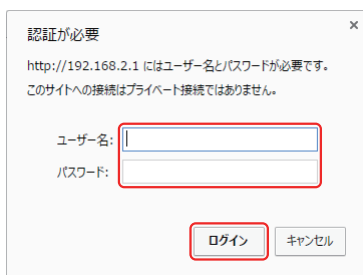 認証が必要
×
http://192.168.2.1 にはユーザー名とパスワードが必要です。
このサイトへの接続はプライベート接続ではありません。
ユーザー名:
パスワード:
ログイン キャンセル